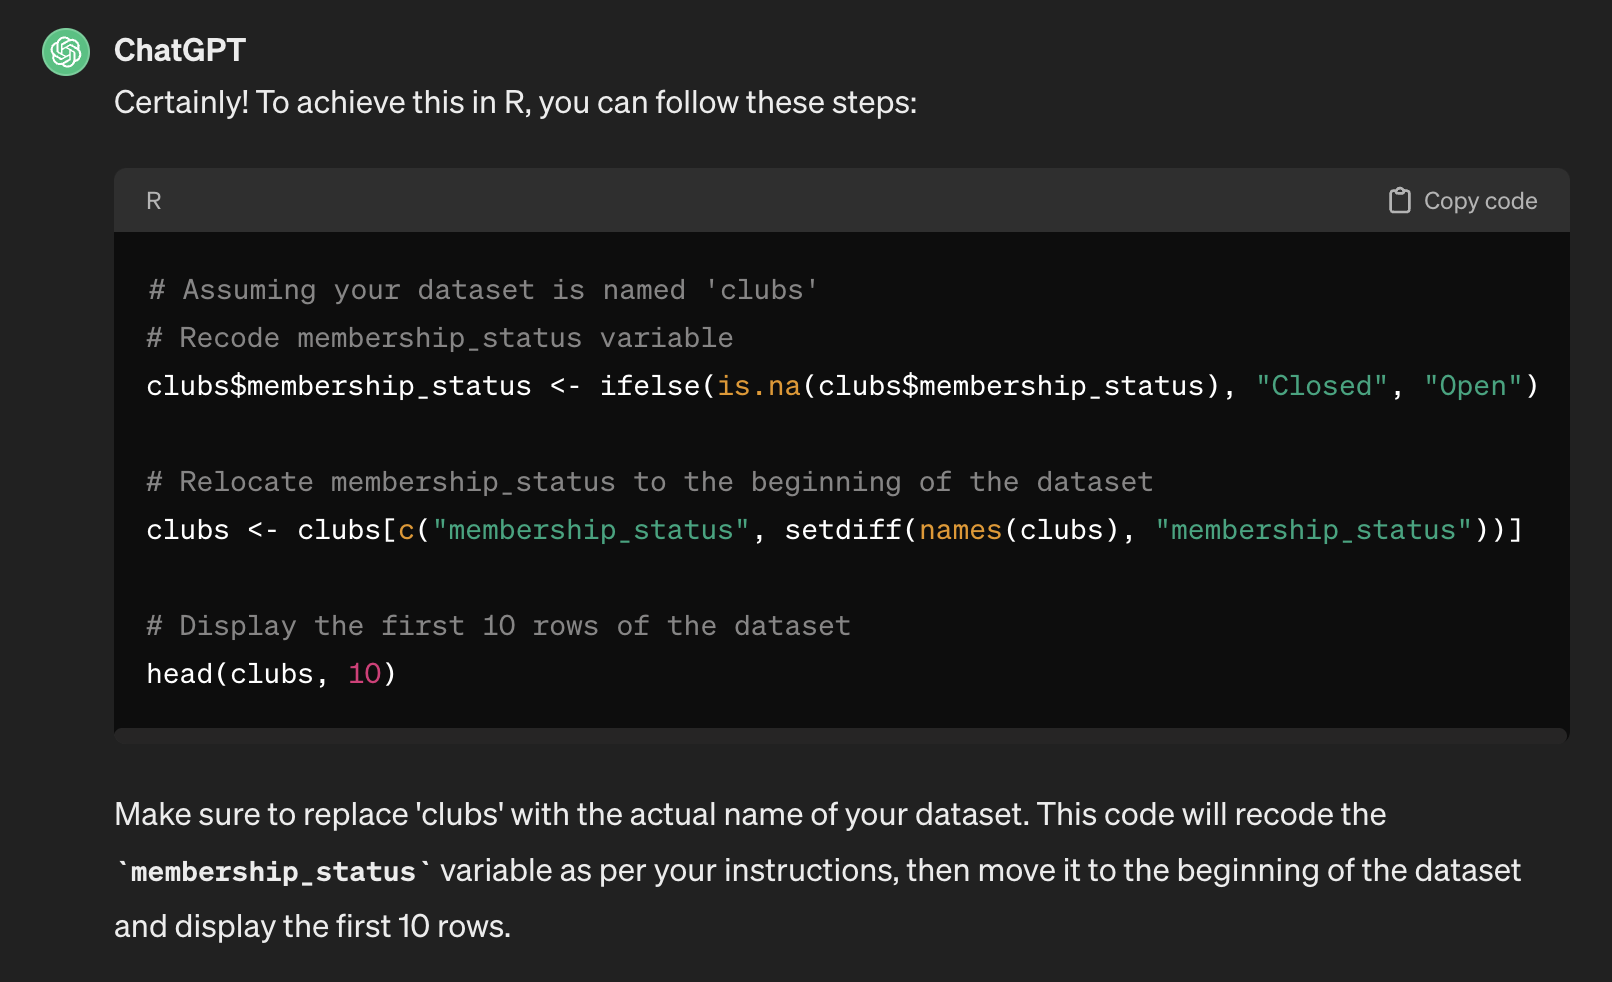 ChatGPT
Certainly! To achieve this in R, you can follow these steps:
R
Copy code
# Assuming your dataset is named 'clubs'
# Recode membership_status variable
clubs$membership_status <- ifelse(is.na(clubs$membership_status), "Closed", "Open")
# Relocate membership_status to the beginning of the dataset
clubs <- clubs[c("membership_status", setdiff(names(clubs), "membership_status"))]
# Display the first 10 rows of the dataset
head(clubs, 10)
Make sure to replace 'clubs' with the actual name of your dataset. This code will recode the
`membership_status` variable as per your instructions, then move it to the beginning of the dataset
and display the first 10 rows.